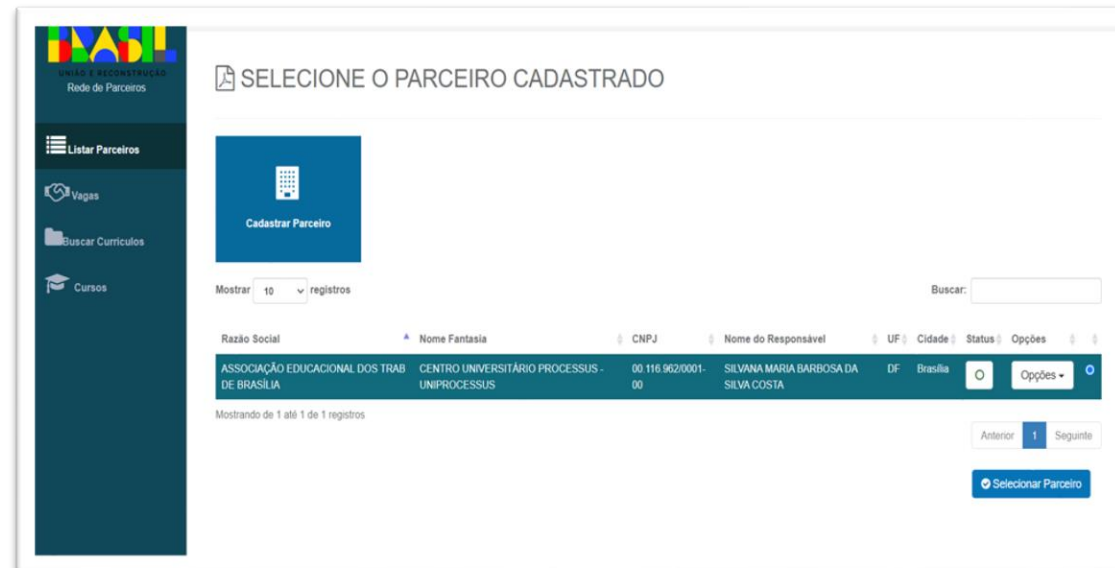 BRASIL
UNIÃO E RECONSTRUÇÃO
Rede de Parceiros
Listar Parceiros
Vagas
Buscar Curriculos
Cursos
SELECIONE O PARCEIRO CADASTRADO
Cadastrar Parceiro
Mostrar 10 registros
Buscar:
Razão Social Nome Fantasia CNPJ Nome do Responsável UF Cidade Status Opções
ASSOCIAÇÃO EDUCACIONAL DOS TRAB CENTRO UNIVERSITÁRIO PROCESSUS - 00.116.962/0001- SILVANA MARIA BARBOSA DA DF Brasília Opções
DE BRASÍLIA UNIPROCESSUS 00 SILVA COSTA
Mostrando de 1 até 1 de 1 registros
Anterior 1 Seguinte
Selecionar Parceiro